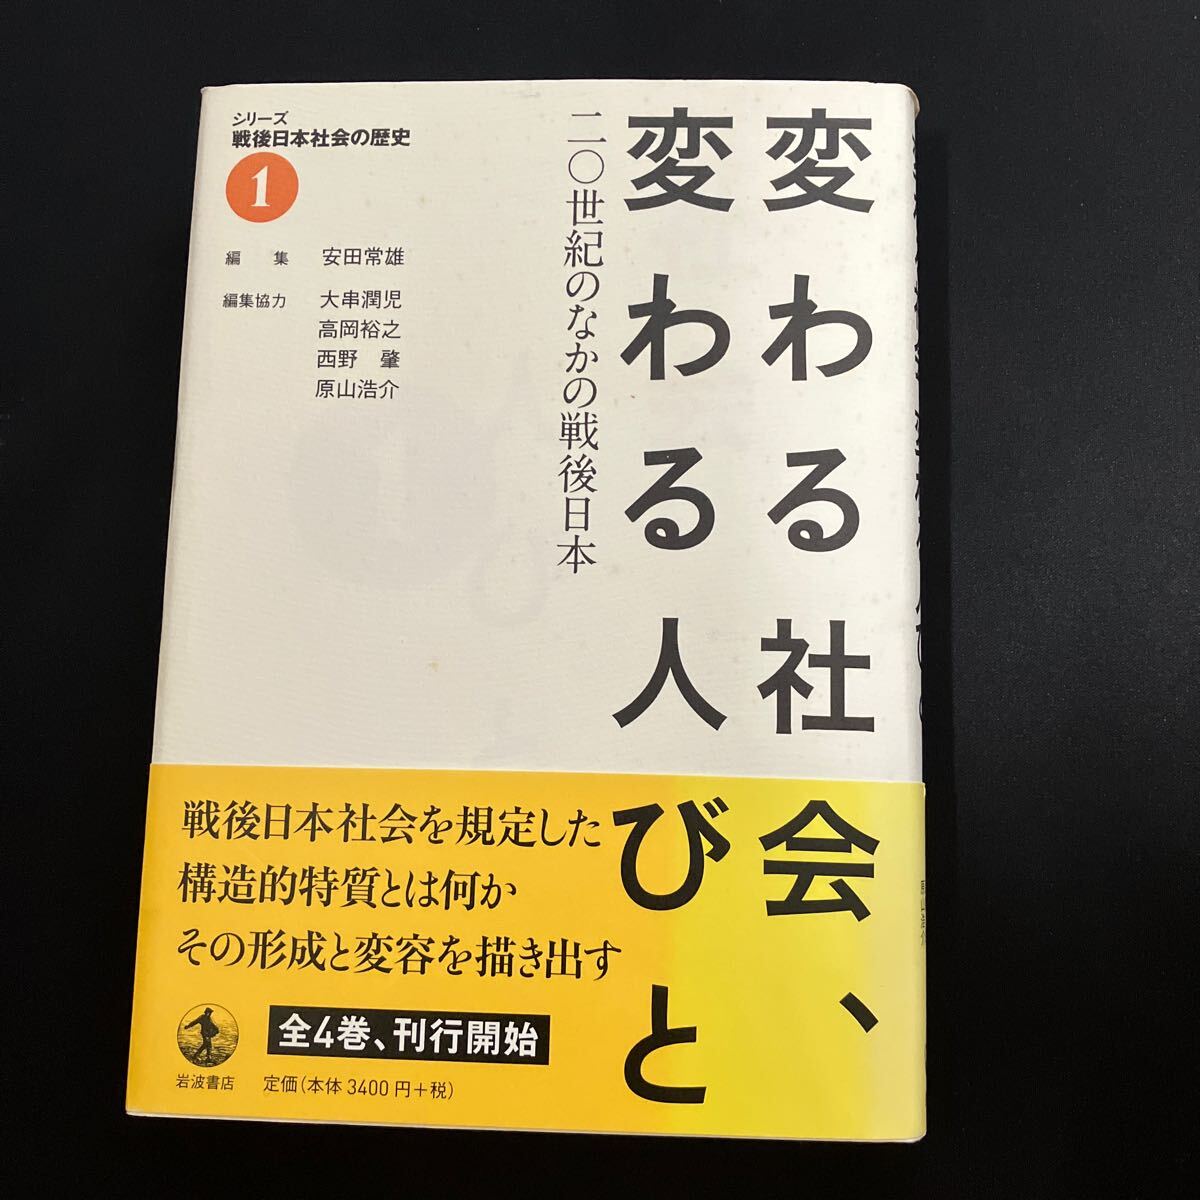 シリーズ
戦後日本社会の歴史
1
変わる社会、
変わる人びと
二〇世紀のなかの戦後日本
編 集 安田常雄
編集協力 大串潤児
高岡裕之
西野 肇
原山浩介
戦後日本社会を規定した
構造的特質とは何か
その形成と変容を描き出す
全4巻、刊行開始
岩波書店
定価(本体3400円+税)